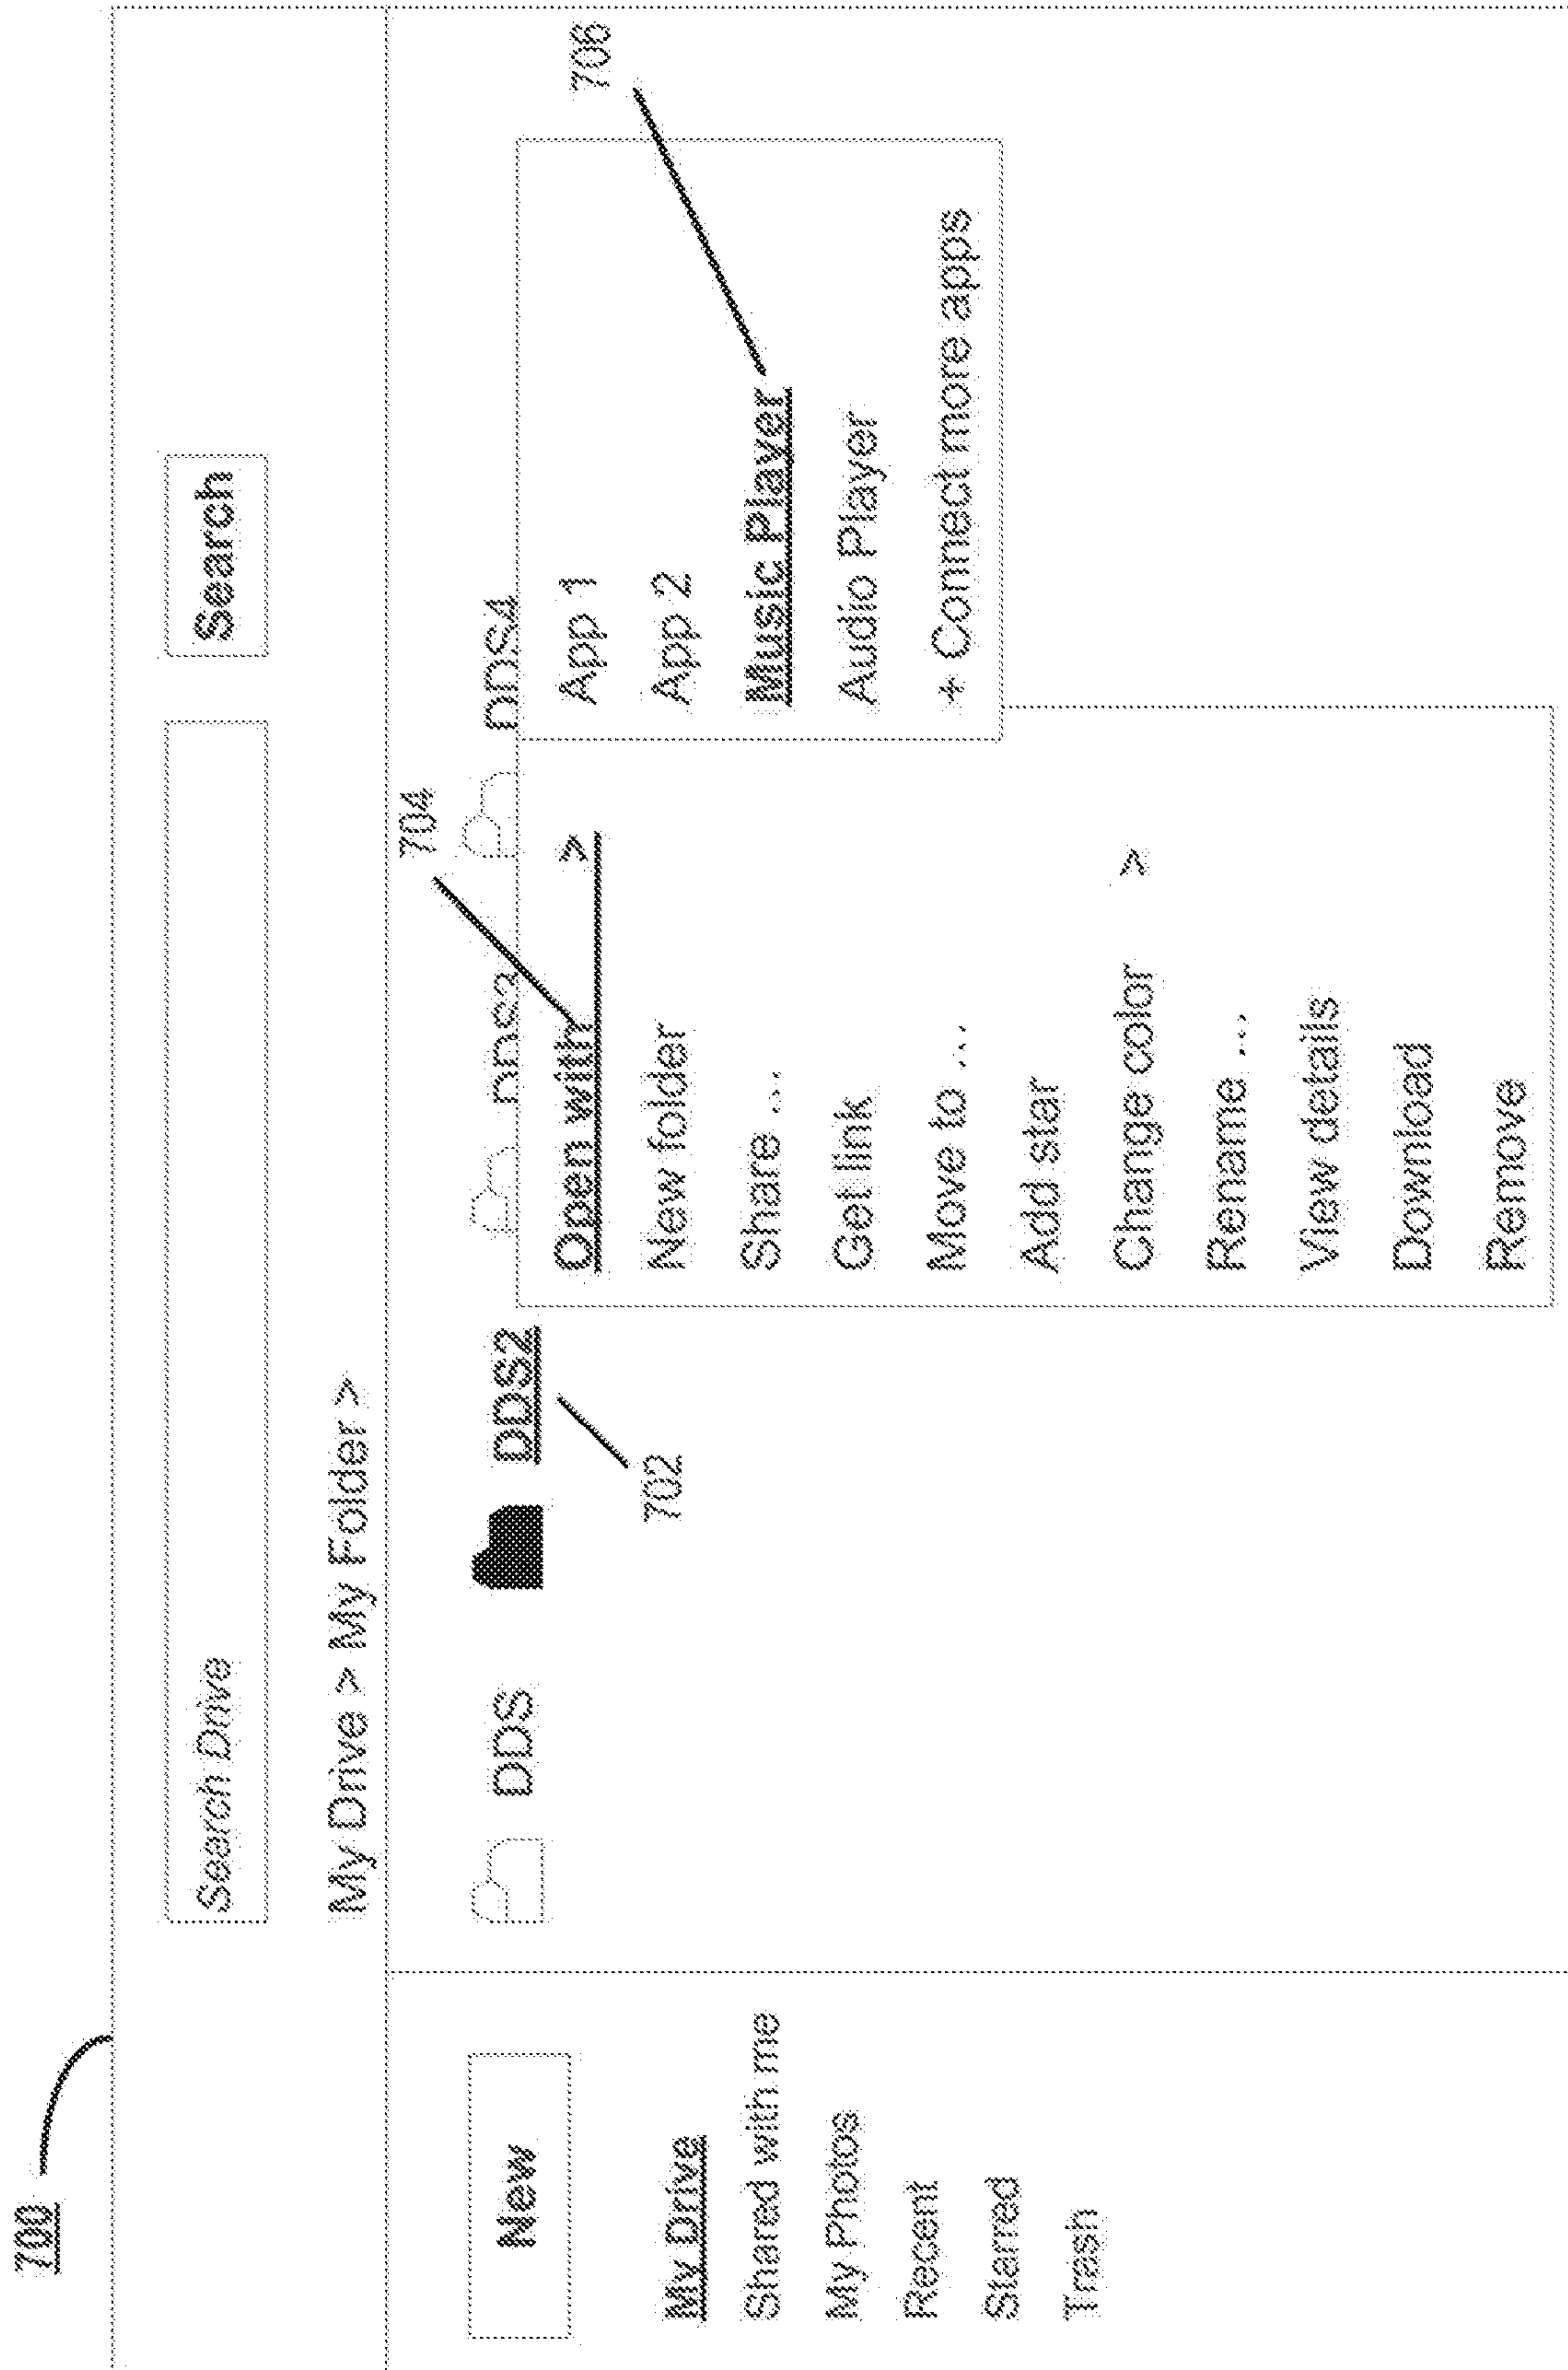 700
Search Drive
Search
My Drive > My Folder >
New
My Drive
Shared with me
My Photos
Recent
Starred
Trash
DDS
DDS2
702
704
Open with >
New folder
Share ...
Get link
Move to ...
Add star
Change color >
Rename ...
View details
Download
Remove
706
App 1
App 2
Music Player
Audio Player
+ Connect more apps